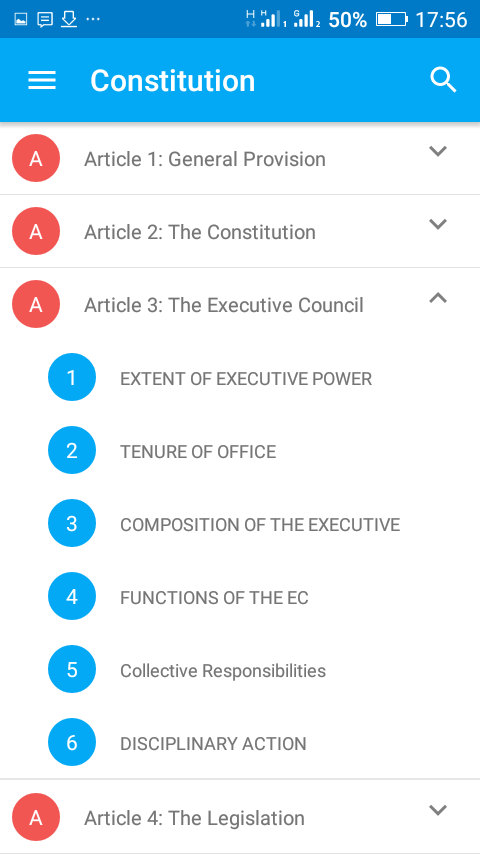 H H 1 G 2 50% 17:56
Constitution
A Article 1: General Provision
A Article 2: The Constitution
A Article 3: The Executive Council
1 EXTENT OF EXECUTIVE POWER
2 TENURE OF OFFICE
3 COMPOSITION OF THE EXECUTIVE
4 FUNCTIONS OF THE EC
5 Collective Responsibilities
6 DISCIPLINARY ACTION
A Article 4: The Legislation